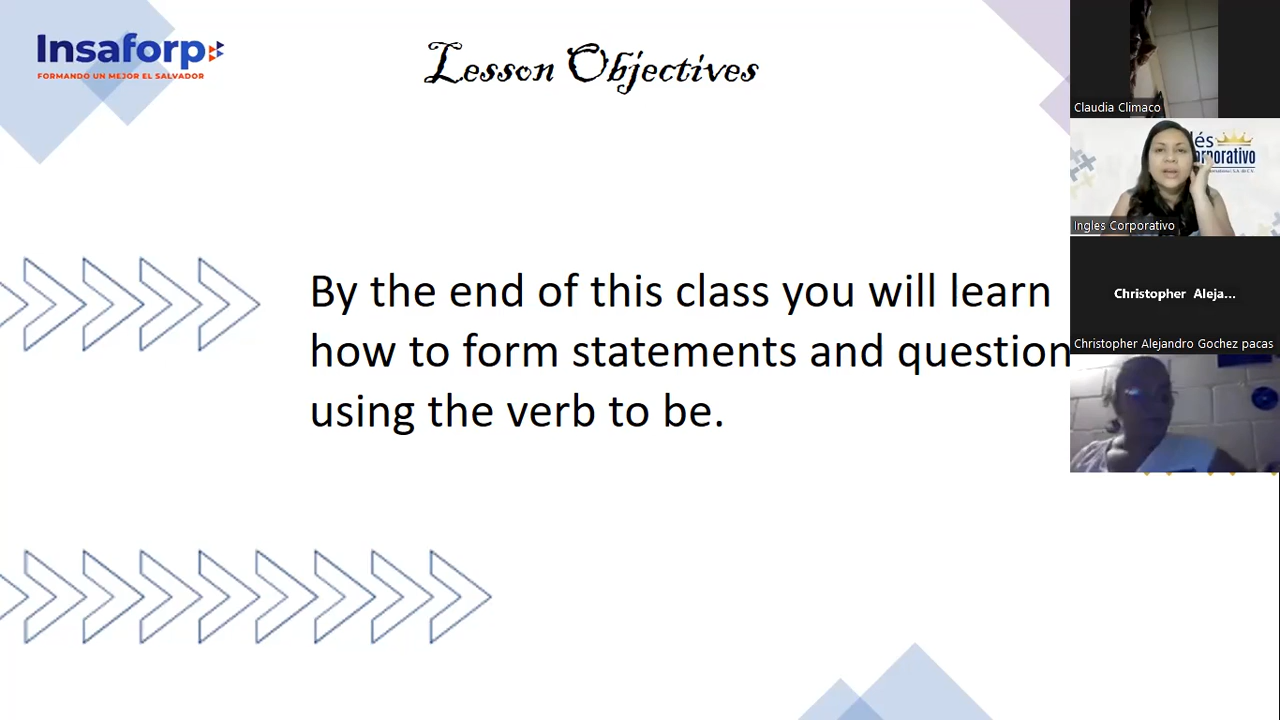 Insaforp
FORMANDO UN MEJOR EL SALVADOR
Lesson Objectives
By the end of this class you will learn
how to form statements and question
using the verb to be.
Claudia Climaco
lés
orporativo
Ingles Corporativo
Christopher Aleja...
Christopher Alejandro Gochez pacas